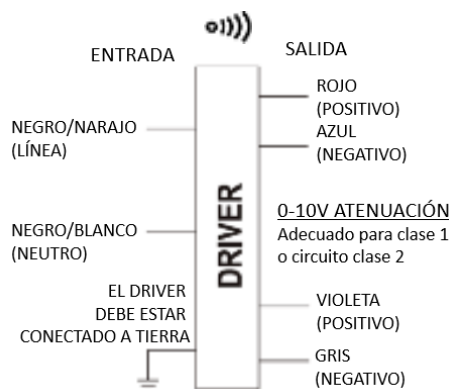 ENTRADA
SALIDA
NEGRO/NARAJO
(LÍNEA)
NEGRO/BLANCO
(NEUTRO)
EL DRIVER
DEBE ESTAR
CONECTADO A TIERRA
DRIVER
ROJO
(POSITIVO)
AZUL
(NEGATIVO)
0-10V ATENUACIÓN
Adecuado para clase 1
o circuito clase 2
VIOLETA
(POSITIVO)
GRIS
(NEGATIVO)